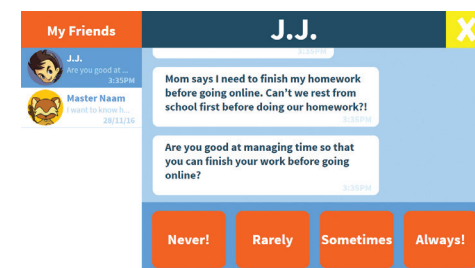 My Friends
J.J.
X
J.J.
Are you good at ...
3:35PM
Master Naam
I want to know h...
28/11/16
3:35PM
Mom says I need to finish my homework
before going online. Can't we rest from
school first before doing our homework?!
3:35PM
Are you good at managing time so that
you can finish your work before going
online?
3:35PM
Never!
Rarely
Sometimes
Always!